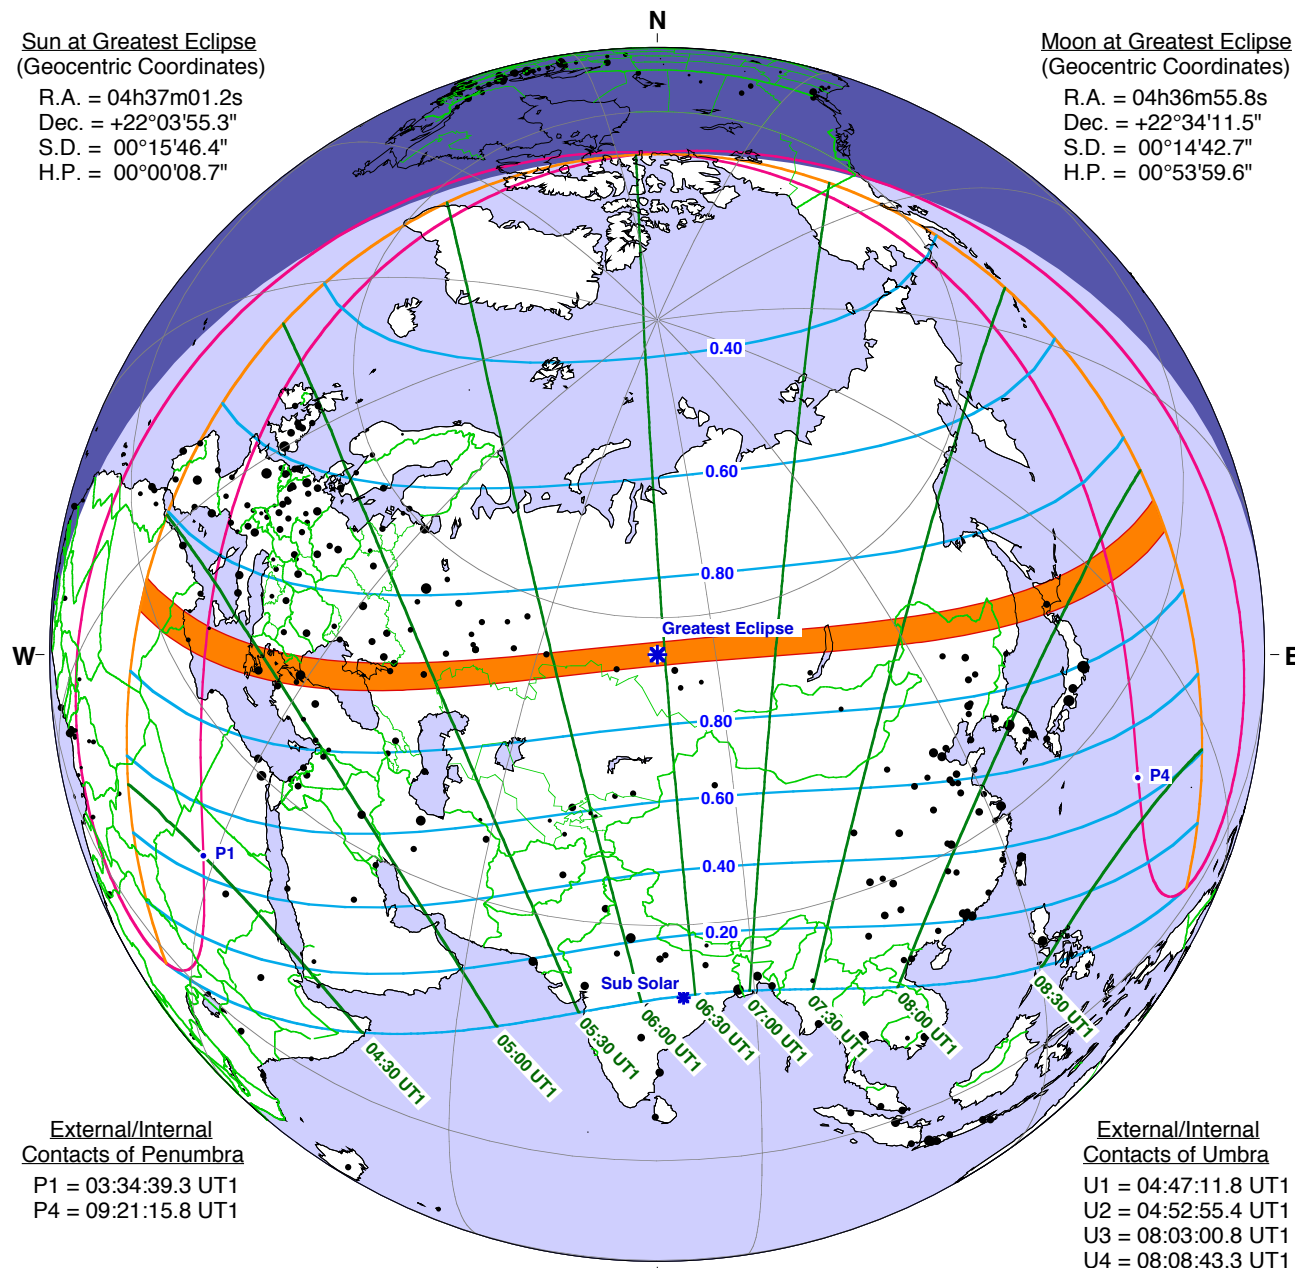 N
Sun at Greatest Eclipse
(Geocentric Coordinates)
R.A. = 04h37m01.2s
Dec. = +22°03'55.3"
S.D. = 00°15'46.4"
H.P. = 00°00'08.7"
Moon at Greatest Eclipse
(Geocentric Coordinates)
R.A. = 04h36m55.8s
Dec. = +22°34'11.5"
S.D. = 00°14'42.7"
H.P. = 00°53'59.6"
0.40
0.60
0.80
Greatest Eclipse
W
E
0.80
P4
0.60
P1
0.40
0.20
Sub Solar
04:30 UT1
05:00 UT1
05:30 UT1
06:00 UT1
06:30 UT1
07:00 UT1
07:30 UT1
08:00 UT1
08:30 UT1
External/Internal
Contacts of Penumbra
P1 = 03:34:39.3 UT1
P4 = 09:21:15.8 UT1
External/Internal
Contacts of Umbra
U1 = 04:47:11.8 UT1
U2 = 04:52:55.4 UT1
U3 = 08:03:00.8 UT1
U4 = 08:08:43.3 UT1